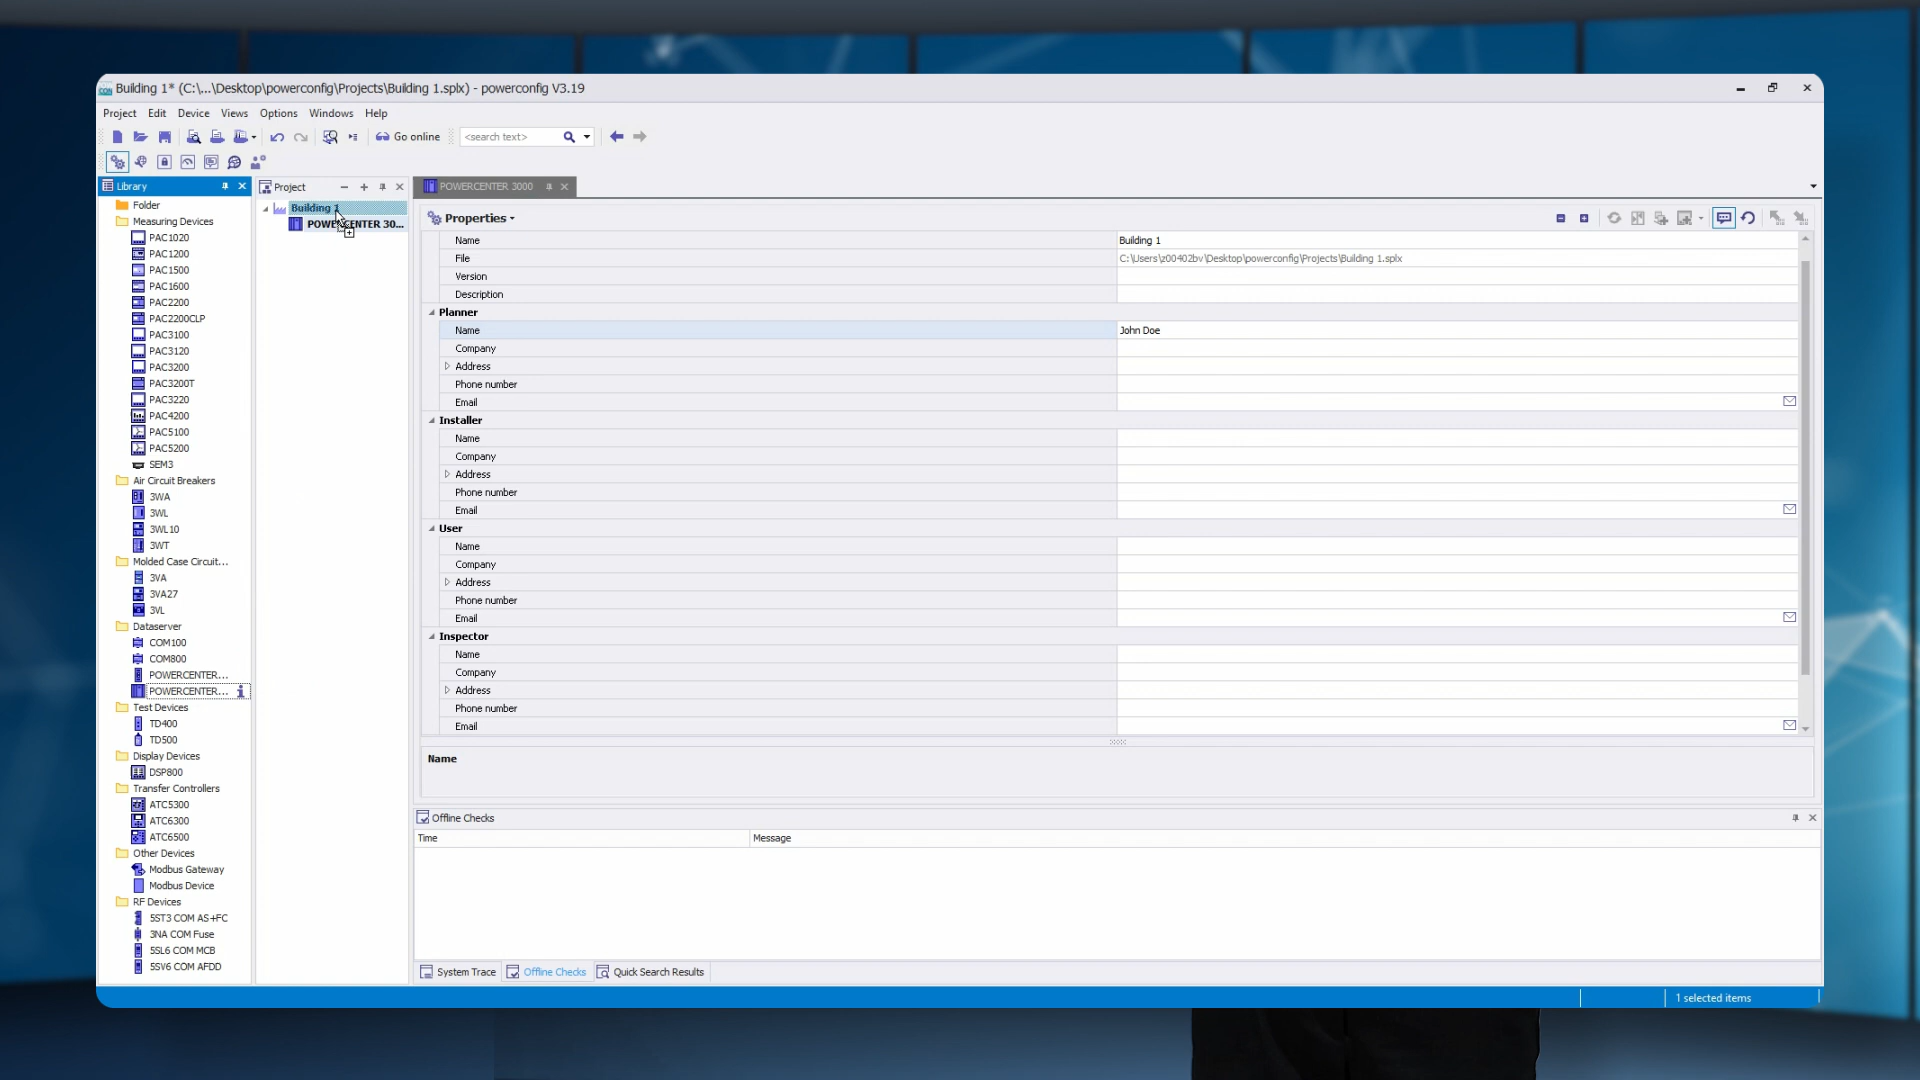 Building 1* (C:\...\Desktop\powerconfig\Projects\Building 1.splx) - powerconfig V3.19
Project Edit Device Views Options Windows Help
Go online <search text>
Library
Folder
Measuring Devices
PAC1020
PAC1200
PAC1500
PAC1600
PAC2200
PAC2200CLP
PAC3100
PAC3120
PAC3200
PAC3200T
PAC3220
PAC4200
PAC5100
PAC5200
SEM3
Air Circuit Breakers
3WA
3WL
3WL10
3WT
Molded Case Circuit...
3VA
3VA27
3VL
Dataserver
COM100
COM800
POWERCENTER...
POWERCENTER...
Test Devices
TD400
TD500
Display Devices
DSP800
Transfer Controllers
ATC5300
ATC6300
ATC6500
Other Devices
Modbus Gateway
Modbus Device
RF Devices
5ST3 COM AS+FC
3NA COM Fuse
5SL6 COM MCB
5SV6 COM AFDD
Project
Building 1
POWERCENTER 30...
POWERCENTER 3000
Properties
Name Building 1
File C:\Users\z00402bv\Desktop\powerconfig\Projects\Building 1.splx
Version
Description
Planner
Name John Doe
Company
Address
Phone number
Email
Installer
Name
Company
Address
Phone number
Email
User
Name
Company
Address
Phone number
Email
Inspector
Name
Company
Address
Phone number
Email
Name
Offline Checks
Time Message
System Trace Offline Checks Quick Search Results
1 selected items